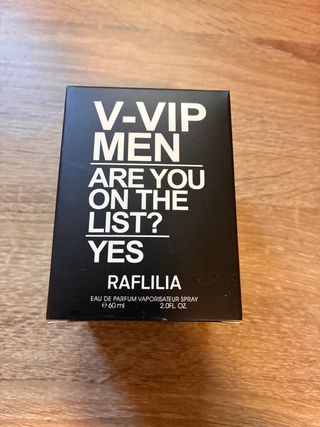 V-VIP
MEN
ARE YOU
ON THE
LIST?
YES
RAFLILIA
EAU DE PARFUM VAPORISATEUR SPRAY
℮60 ml 2.0FL. OZ.